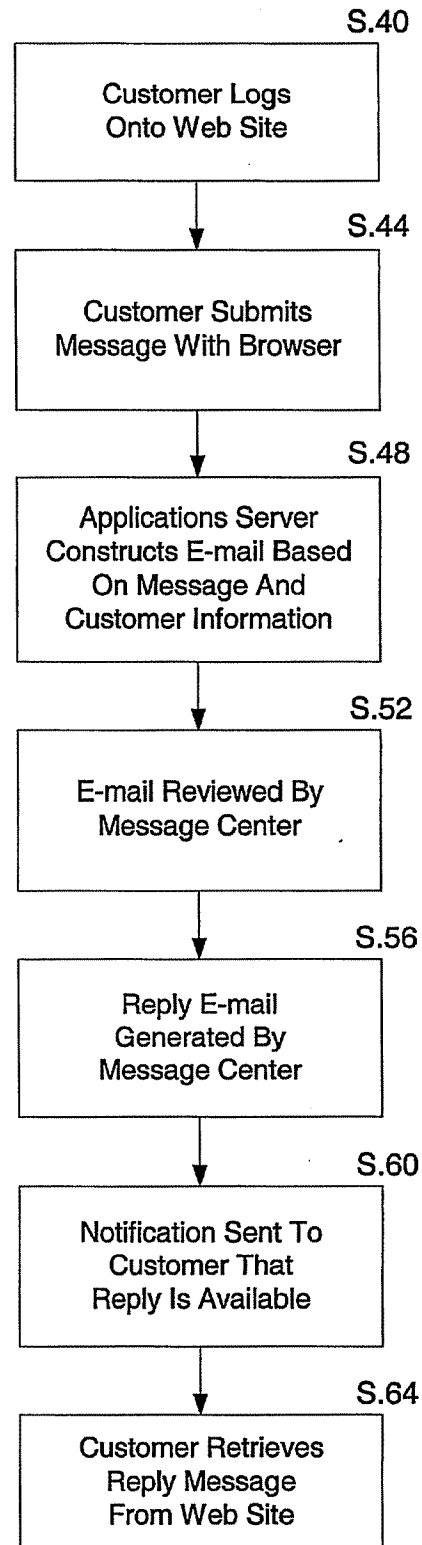 S.40
Customer Logs
Onto Web Site
S.44
Customer Submits
Message With Browser
S.48
Applications Server
Constructs E-mail Based
On Message And
Customer Information
S.52
E-mail Reviewed By
Message Center
S.56
Reply E-mail
Generated By
Message Center
S.60
Notification Sent To
Customer That
Reply Is Available
S.64
Customer Retrieves
Reply Message
From Web Site